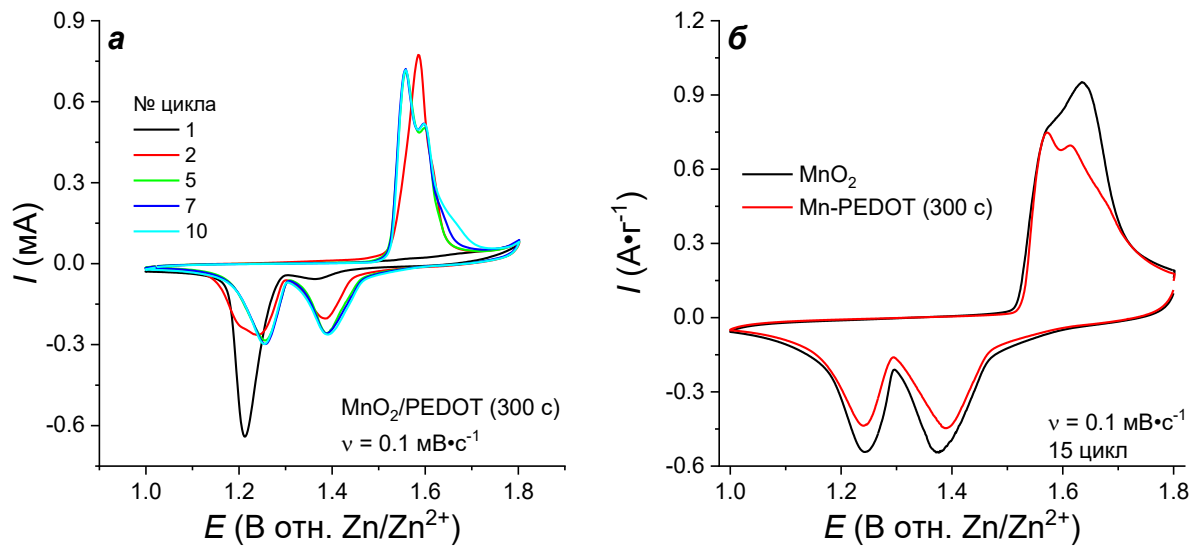 а
0.9
0.6
0.3
0.0
-0.3
-0.6
I (мА)
№ цикла
1
2
5
7
10
MnO2/PEDOT (300 с)
ν = 0.1 мВ•с-1
1.0
1.2
1.4
1.6
1.8
E (В отн. Zn/Zn2+)
б
1.2
0.9
0.6
0.3
0.0
-0.3
-0.6
I (А•г-1)
MnO2
Mn-PEDOT (300 с)
ν = 0.1 мВ•с-1
15 цикл
1.0
1.2
1.4
1.6
1.8
E (В отн. Zn/Zn2+)